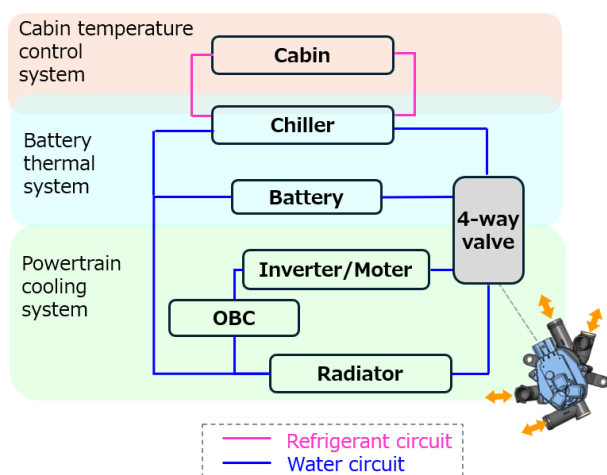 Cabin temperature
control
system
Cabin
Chiller
Battery
thermal
system
Battery
4-way
valve
Powertrain
cooling
system
Inverter/Moter
OBC
Radiator
Refrigerant circuit
Water circuit